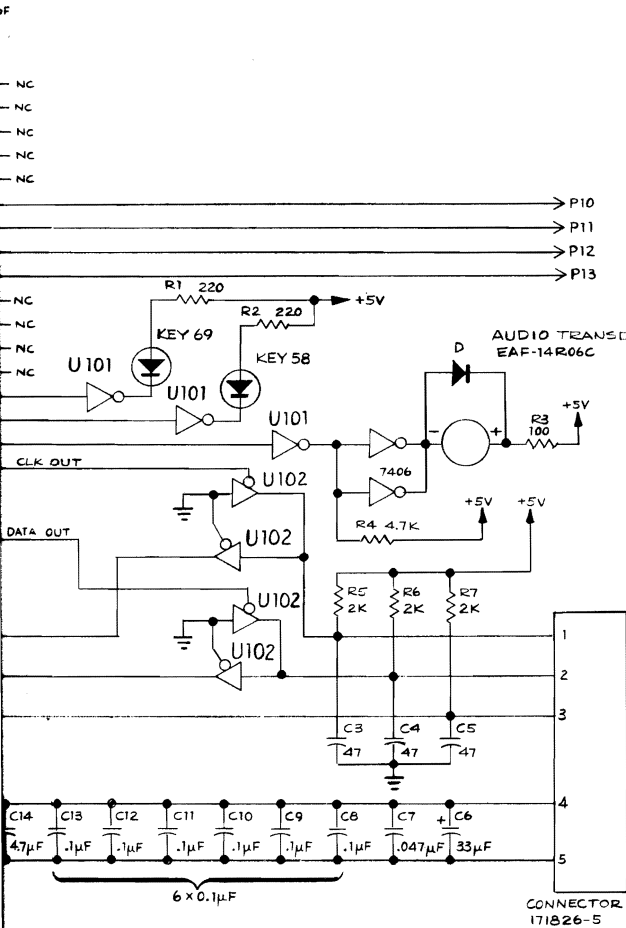 NC
NC
NC
NC
NC
P10
P11
P12
P13
R1 220
NC
+5V
R2 220
NC
KEY 69
AUDIO TRANSD
EAF-14R06C
D
NC
KEY 58
U101
NC
U101
+5V
R3
100
U101
- +
CLK OUT
7406
U102
+5V
+5V
R4 4.7K
DATA OUT
U102
R5
2K
R6
2K
R7
2K
U102
1
U102
2
3
C3
47
C4
47
C5
47
4
C14
4.7µF
C13
.1µF
C12
.1µF
C11
.1µF
C10
.1µF
C9
.1µF
C8
.1µF
C7
.047µF
+ C6
33µF
5
6 x 0.1µF
CONNECTOR
171826-5